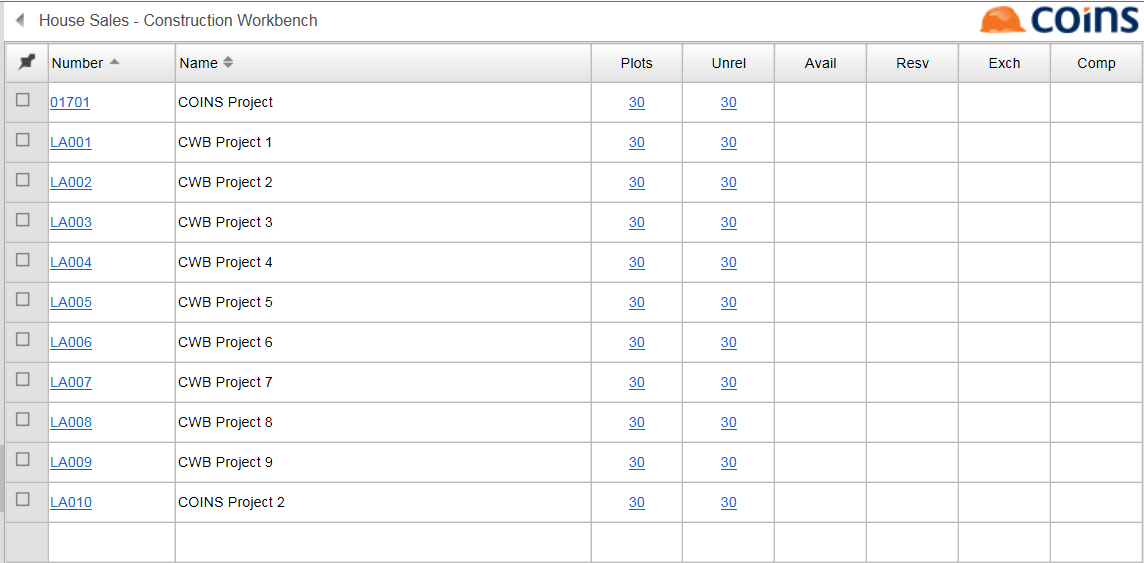 House Sales - Construction Workbench
coins
Number Name Plots Unrel Avail Resv Exch Comp
01701 COINS Project 30 30
LA001 CWB Project 1 30 30
LA002 CWB Project 2 30 30
LA003 CWB Project 3 30 30
LA004 CWB Project 4 30 30
LA005 CWB Project 5 30 30
LA006 CWB Project 6 30 30
LA007 CWB Project 7 30 30
LA008 CWB Project 8 30 30
LA009 CWB Project 9 30 30
LA010 COINS Project 2 30 30